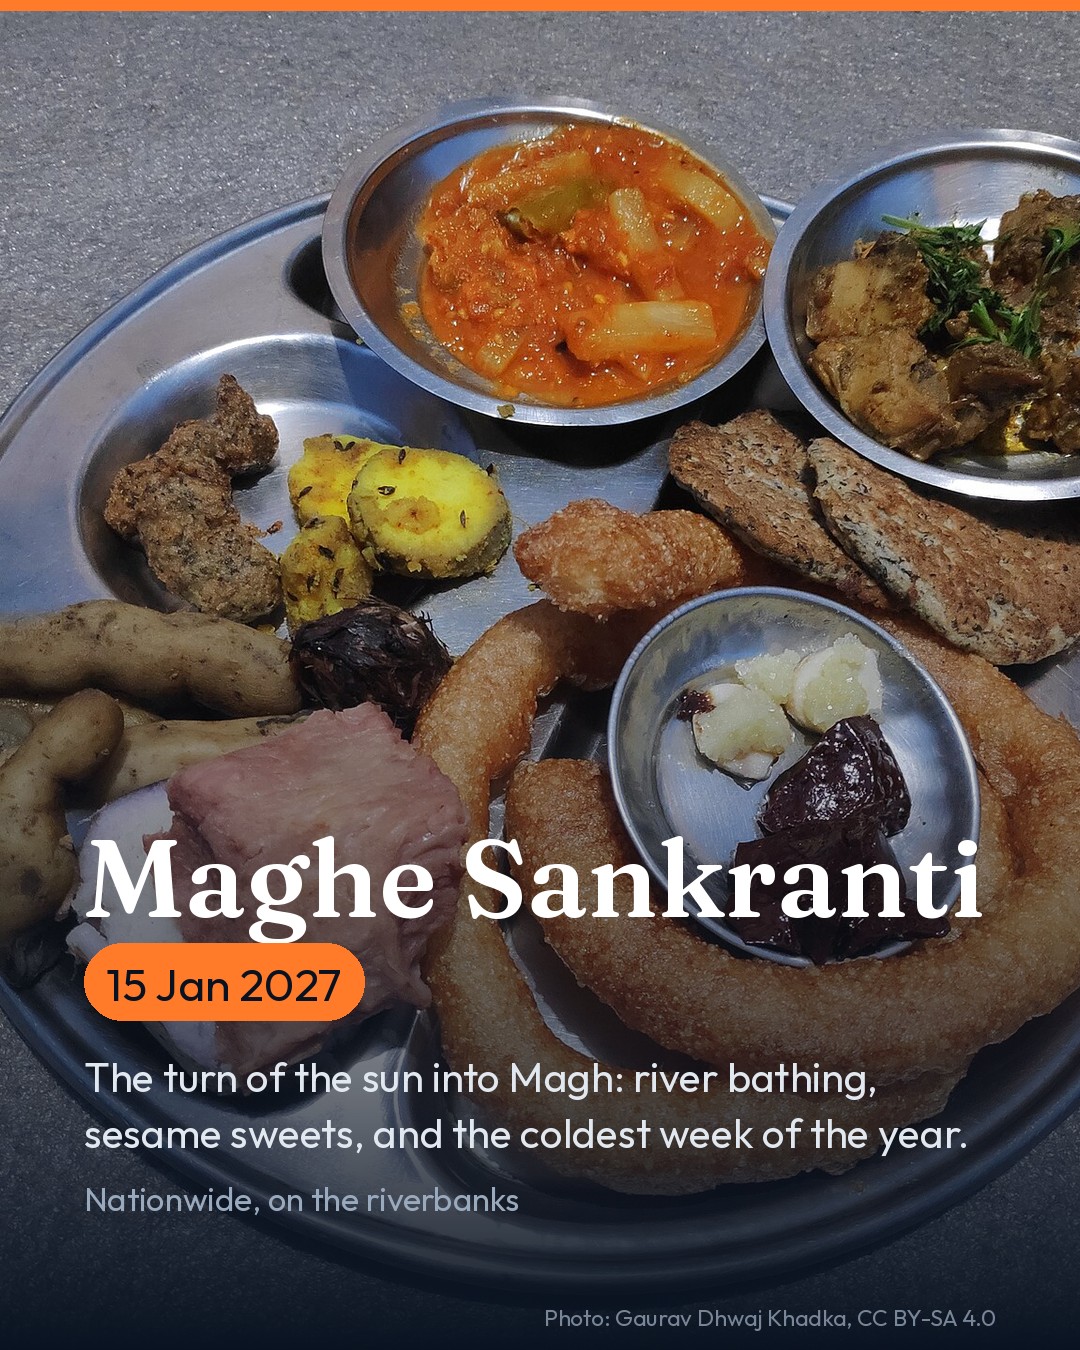 Maghe Sankranti
15 Jan 2027
The turn of the sun into Magh: river bathing,
sesame sweets, and the coldest week of the year.
Nationwide, on the riverbanks
Photo: Gaurav Dhwaj Khadka, CC BY-SA 4.0